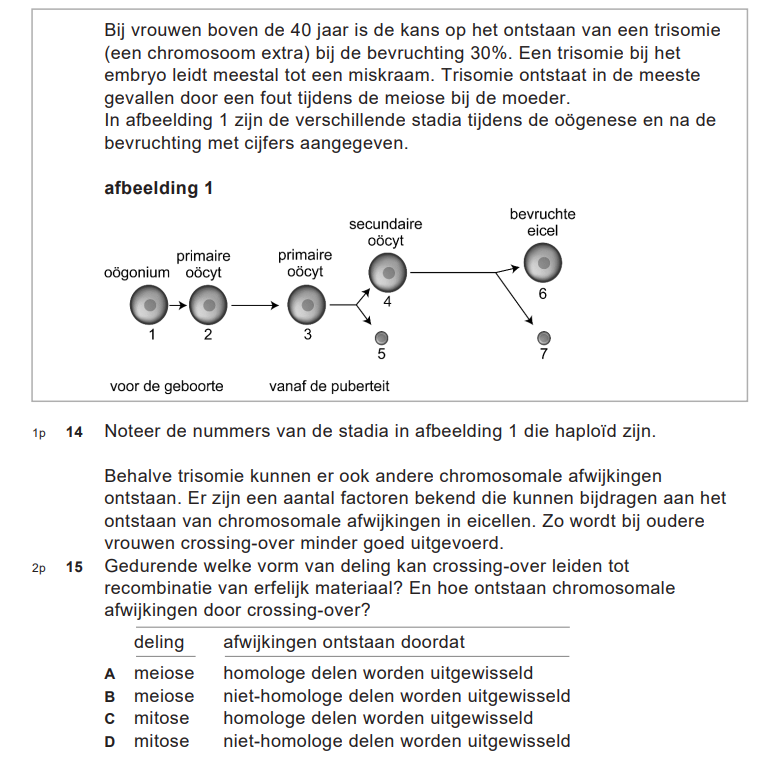 Bij vrouwen boven de 40 jaar is de kans op het ontstaan van een trisomie
(een chromosoom extra) bij de bevruchting 30%. Een trisomie bij het
embryo leidt meestal tot een miskraam. Trisomie ontstaat in de meeste
gevallen door een fout tijdens de meiose bij de moeder.
In afbeelding 1 zijn de verschillende stadia tijdens de oögenese en na de
bevruchting met cijfers aangegeven.
afbeelding 1
bevruchte
eicel
secundaire
oöcyt
primaire
oöcyt
primaire
oöcyt
oögonium
1
2
3
4
5
6
7
voor de geboorte
vanaf de puberteit
1p 14 Noteer de nummers van de stadia in afbeelding 1 die haploïd zijn.
Behalve trisomie kunnen er ook andere chromosomale afwijkingen
ontstaan. Er zijn een aantal factoren bekend die kunnen bijdragen aan het
ontstaan van chromosomale afwijkingen in eicellen. Zo wordt bij oudere
vrouwen crossing-over minder goed uitgevoerd.
2p 15 Gedurende welke vorm van deling kan crossing-over leiden tot
recombinatie van erfelijk materiaal? En hoe ontstaan chromosomale
afwijkingen door crossing-over?
deling afwijkingen ontstaan doordat
A meiose homologe delen worden uitgewisseld
B meiose niet-homologe delen worden uitgewisseld
C mitose homologe delen worden uitgewisseld
D mitose niet-homologe delen worden uitgewisseld